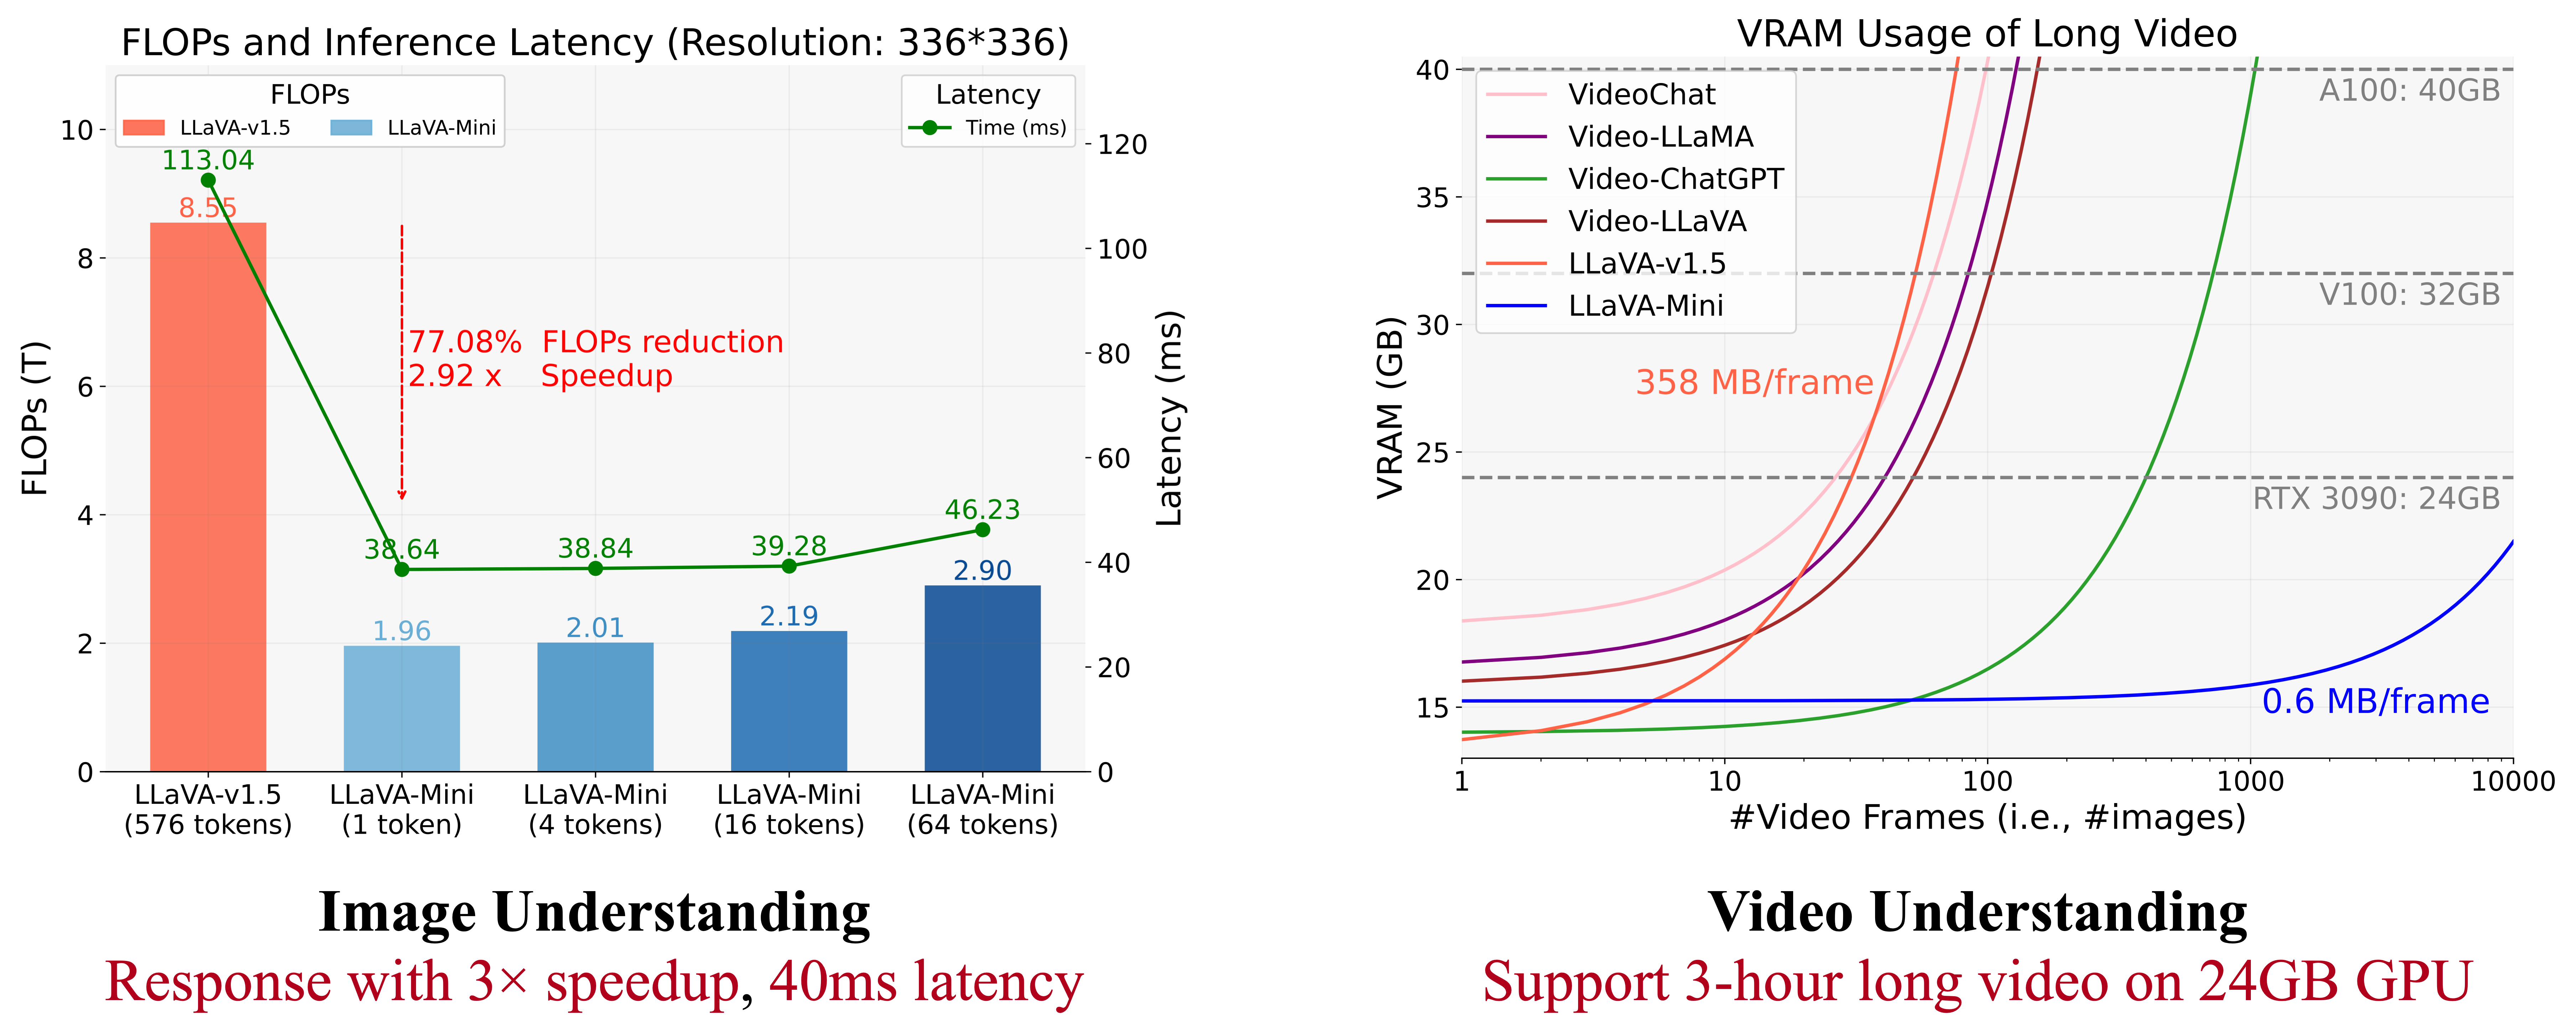 FLOPs and Inference Latency (Resolution: 336*336)
FLOPs
LLaVA-v1.5 LLaVA-Mini
Latency
Time (ms)
FLOPs (T)
10
8
6
4
2
0
113.04
8.55
77.08% FLOPs reduction
2.92 x Speedup
38.64
38.84
39.28
46.23
1.96
2.01
2.19
2.90
120
100
80
60
40
20
0
Latency (ms)
LLaVA-v1.5
(576 tokens)
LLaVA-Mini
(1 token)
LLaVA-Mini
(4 tokens)
LLaVA-Mini
(16 tokens)
LLaVA-Mini
(64 tokens)
Image Understanding
Response with 3× speedup, 40ms latency
VRAM Usage of Long Video
VRAM (GB)
40
35
30
25
20
15
VideoChat
Video-LLaMA
Video-ChatGPT
Video-LLaVA
LLaVA-v1.5
LLaVA-Mini
A100: 40GB
V100: 32GB
358 MB/frame
RTX 3090: 24GB
0.6 MB/frame
1 10 100 1000 10000
#Video Frames (i.e., #images)
Video Understanding
Support 3-hour long video on 24GB GPU